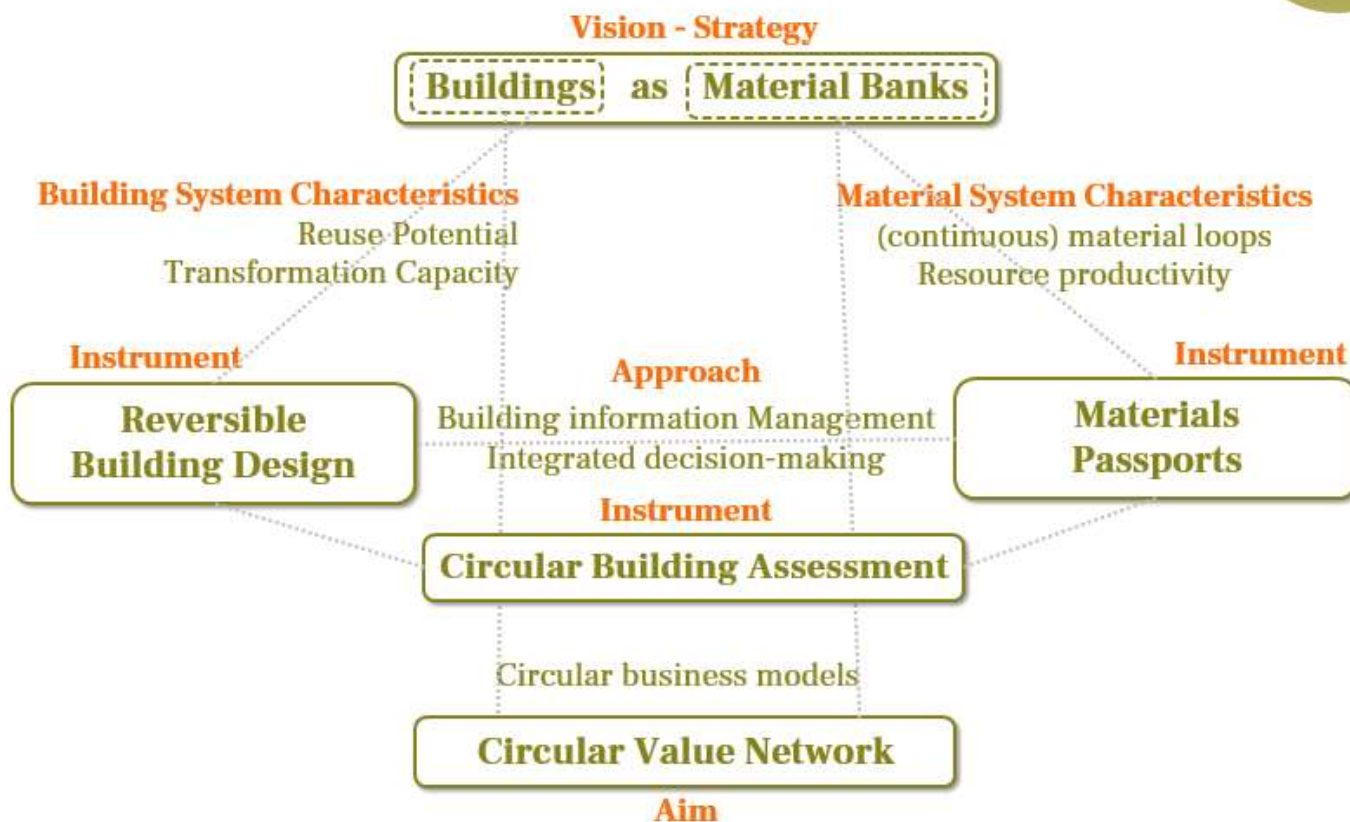 Vision - Strategy
Buildings as Material Banks
Building System Characteristics
Reuse Potential
Transformation Capacity
Material System Characteristics
(continuous) material loops
Resource productivity
Instrument
Reversible
Building Design
Approach
Building information Management
Integrated decision-making
Instrument
Materials
Passports
Instrument
Circular Building Assessment
Circular business models
Circular Value Network
Aim